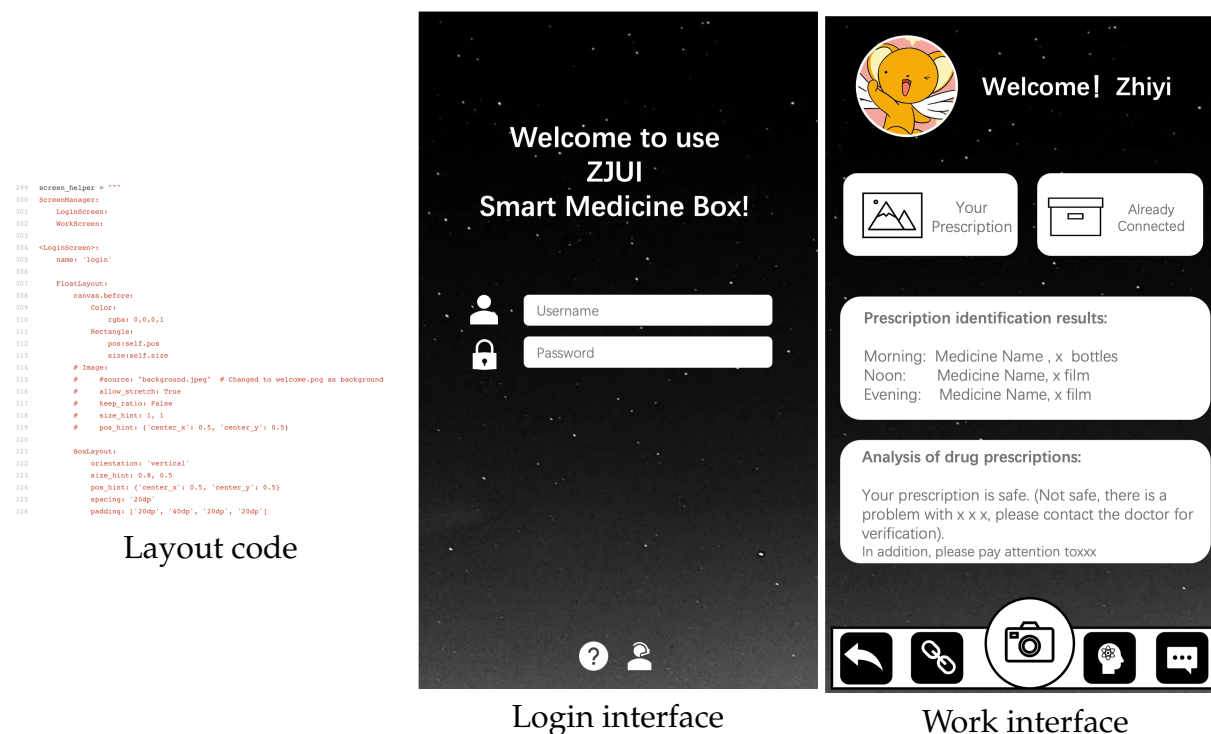 299 screen_helper = """
300 ScreenManager:
301 LoginScreen:
302 WorkScreen:
303
304 <LoginScreen>:
305 name: 'login'
306
307 FloatLayout:
308 canvas.before:
309 Color:
310 rgba: 0,0,0,1
311 Rectangle:
312 pos:self.pos
313 size:self.size
314 # Image:
315 # #source: "background.jpeg" # Changed to welcome.png as background
316 # allow_stretch: True
317 # keep_ratio: False
318 # size_hint: 1, 1
319 # pos_hint: {'center_x': 0.5, 'center_y': 0.5}
320
321 BoxLayout:
322 orientation: 'vertical'
323 size_hint: 0.8, 0.5
324 pos_hint: {'center_x': 0.5, 'center_y': 0.5}
325 spacing: '20dp'
326 padding: ['20dp', '40dp', '20dp', '20dp']
Layout code
Welcome to use
ZJUI
Smart Medicine Box!
Username
Password
?
Login interface
Welcome! Zhiyi
Your
Prescription
Already
Connected
Prescription identification results:
Morning: Medicine Name , x bottles
Noon: Medicine Name, x film
Evening: Medicine Name, x film
Analysis of drug prescriptions:
Your prescription is safe. (Not safe, there is a
problem with x x x, please contact the doctor for
verification).
In addition, please pay attention toxxx
Work interface